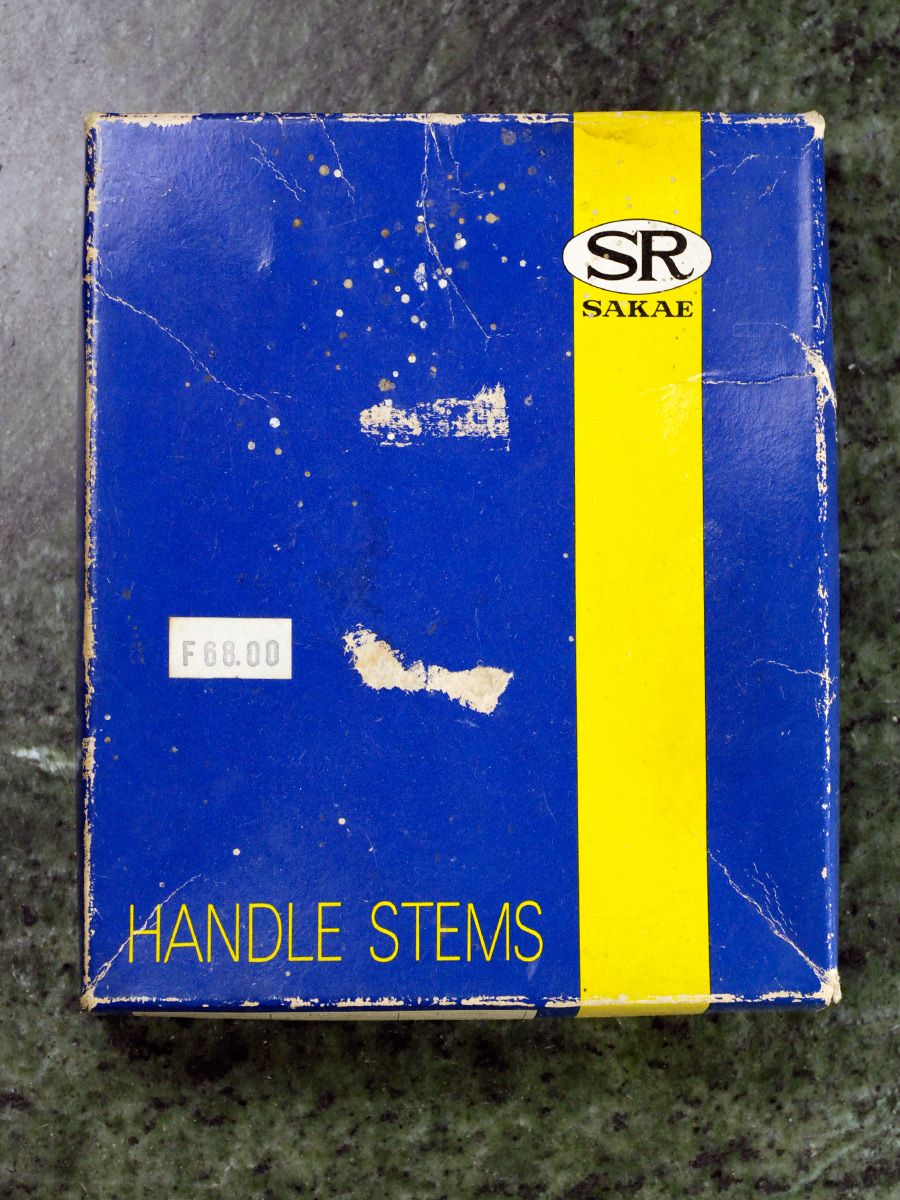 SR
SAKAE
F68.00
HANDLE STEMS